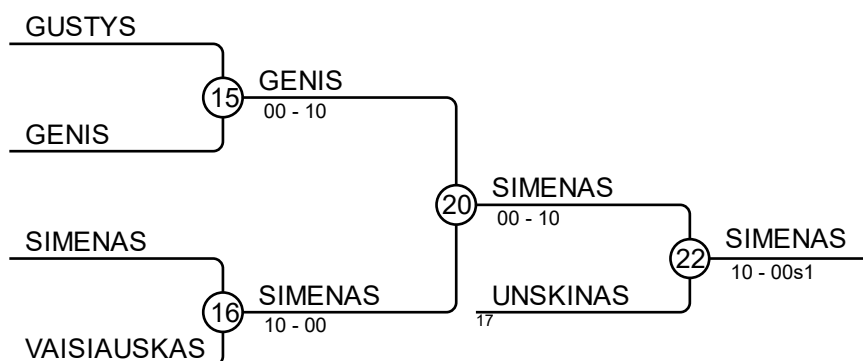 GUSTYS
15
GENIS
00 - 10
GENIS
20
SIMENAS
00 - 10
SIMENAS
22
SIMENAS
10 - 00s1
16
SIMENAS
10 - 00
UNSKINAS
17
VAISIAUSKAS